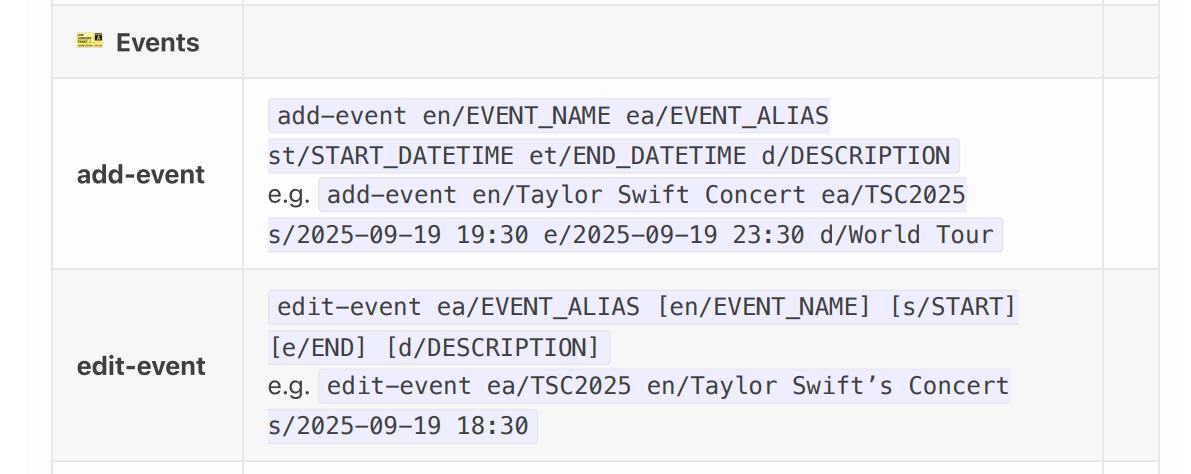 Events
add-event
add-event en/EVENT_NAME ea/EVENT_ALIAS
st/START_DATETIME et/END_DATETIME d/DESCRIPTION
e.g. add-event en/Taylor Swift Concert ea/TSC2025
s/2025-09-19 19:30 e/2025-09-19 23:30 d/World Tour
edit-event
edit-event ea/EVENT_ALIAS [en/EVENT_NAME] [s/START]
[e/END] [d/DESCRIPTION]
e.g. edit-event ea/TSC2025 en/Taylor Swift’s Concert
s/2025-09-19 18:30